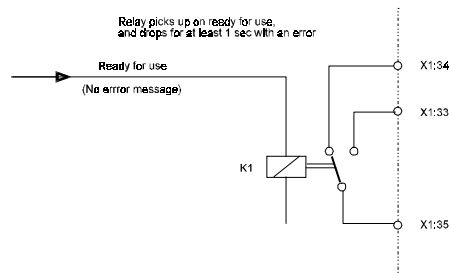 Relay picks up on ready for use,
and drops for at least 1 sec with an error
Ready for use
(No errror message)
X1;34
X1;33
K1
X1;35